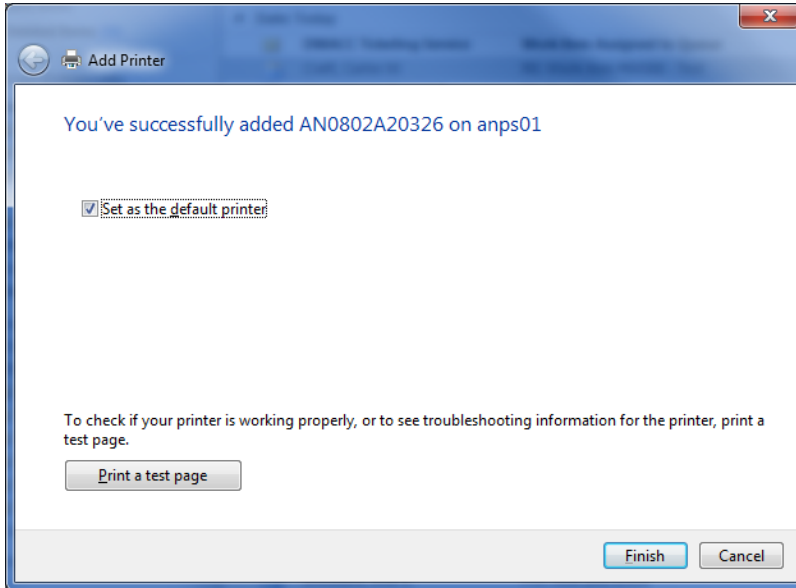 Add Printer
You've successfully added AN0802A20326 on anps01
Set as the default printer
To check if your printer is working properly, or to see troubleshooting information for the printer, print a
test page.
Print a test page
Finish
Cancel